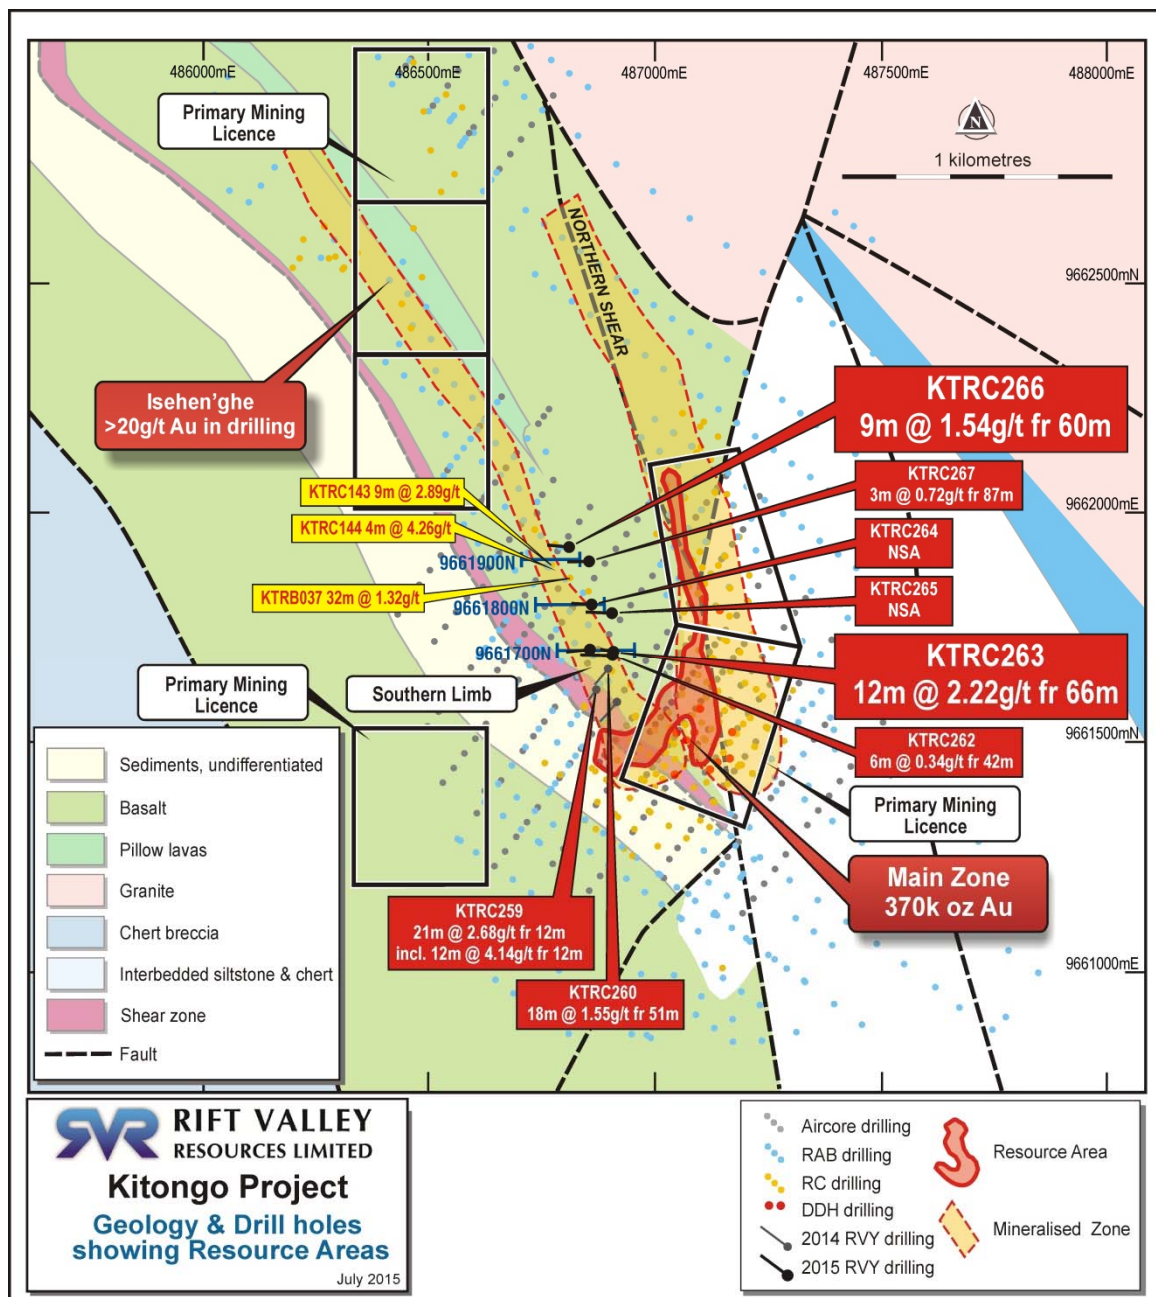 486000mE
486500mE
487000mE
487500mE
488000mE
Primary Mining
Licence
N
1 kilometres
NORTHERN SHEAR
9662500mN
Isehen'ghe
>20g/t Au in drilling
KTRC266
9m @ 1.54g/t fr 60m
KTRC143 9m @ 2.89g/t
KTRC267
3m @ 0.72g/t fr 87m
9662000mE
KTRC144 4m @ 4.26g/t
KTRC264
NSA
9661900N
KTRB037 32m @ 1.32g/t
KTRC265
NSA
9661800N
9661700N
KTRC263
12m @ 2.22g/t fr 66m
Primary Mining
Licence
Southern Limb
KTRC262
6m @ 0.34g/t fr 42m
9661500mN
Primary Mining
Licence
Main Zone
370k oz Au
KTRC259
21m @ 2.68g/t fr 12m
incl. 12m @ 4.14g/t fr 12m
KTRC260
18m @ 1.55g/t fr 51m
9661000mE
Sediments, undifferentiated
Basalt
Pillow lavas
Granite
Chert breccia
Interbedded siltstone & chert
Shear zone
Fault
SVR
RIFT VALLEY
RESOURCES LIMITED
Kitongo Project
Geology & Drill holes
showing Resource Areas
July 2015
Aircore drilling
RAB drilling
RC drilling
DDH drilling
2014 RVY drilling
2015 RVY drilling
Resource Area
Mineralised Zone